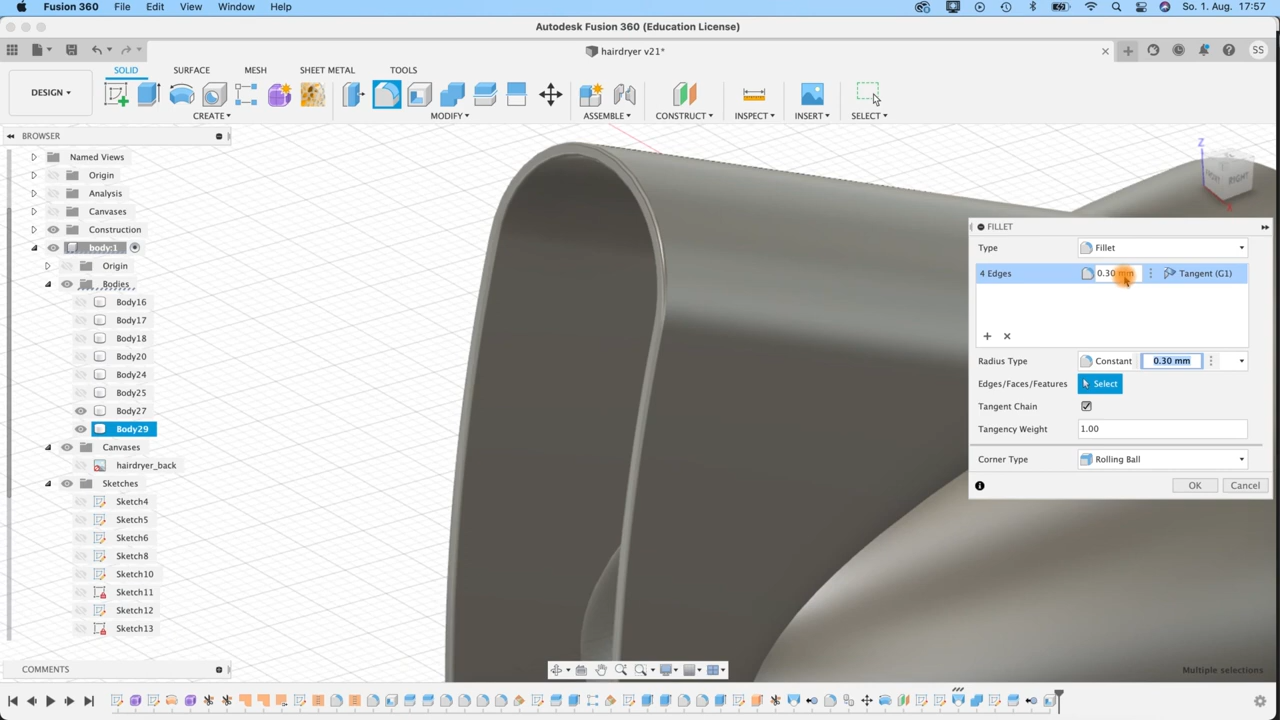 Fusion 360 File Edit View Window Help So. 1. Aug. 17:57
Autodesk Fusion 360 (Education License)
hairdryer v21*
SS
SOLID SURFACE MESH SHEET METAL TOOLS
DESIGN
CREATE MODIFY ASSEMBLE CONSTRUCT INSPECT INSERT SELECT
BROWSER
Named Views
Origin
Analysis
Canvases
Construction
body:1
Origin
Bodies
Body16
Body17
Body18
Body20
Body24
Body25
Body27
Body29
Canvases
hairdryer_back
Sketches
Sketch4
Sketch5
Sketch6
Sketch8
Sketch10
Sketch11
Sketch12
Sketch13
COMMENTS
Z
FRONT RIGHT
FILLET
Type Fillet
4 Edges 0.30 mm Tangent (G1)
Radius Type Constant 0.30 mm
Edges/Faces/Features Select
Tangent Chain
Tangency Weight 1.00
Corner Type Rolling Ball
OK Cancel
Multiple selections